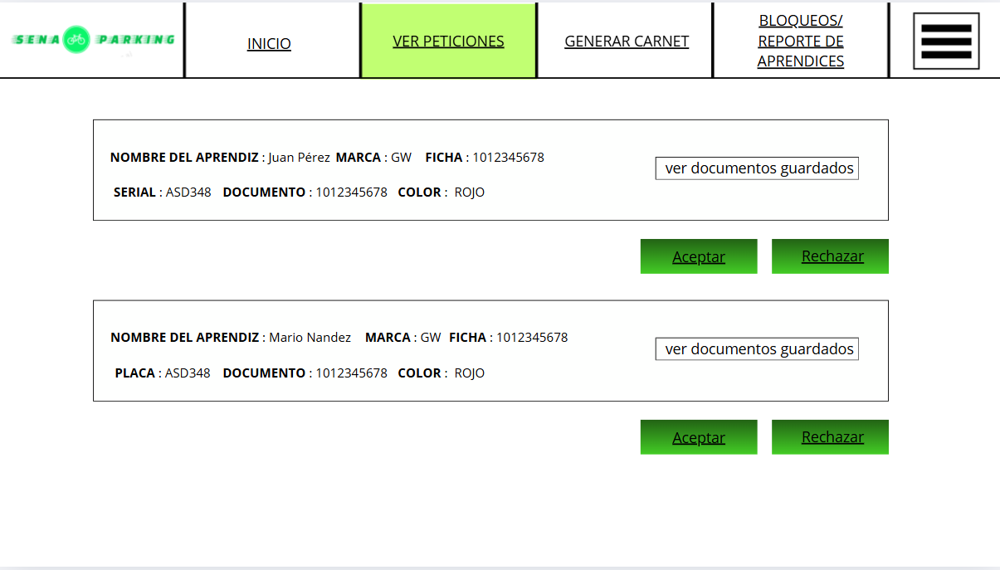 SENA PARKING
INICIO
VER PETICIONES
GENERAR CARNET
BLOQUEOS/
REPORTE DE
APRENDICES
NOMBRE DEL APRENDIZ : Juan Pérez MARCA : GW FICHA : 1012345678
ver documentos guardados
SERIAL : ASD348 DOCUMENTO : 1012345678 COLOR : ROJO
Aceptar
Rechazar
NOMBRE DEL APRENDIZ : Mario Nandez MARCA : GW FICHA : 1012345678
ver documentos guardados
PLACA : ASD348 DOCUMENTO : 1012345678 COLOR : ROJO
Aceptar
Rechazar